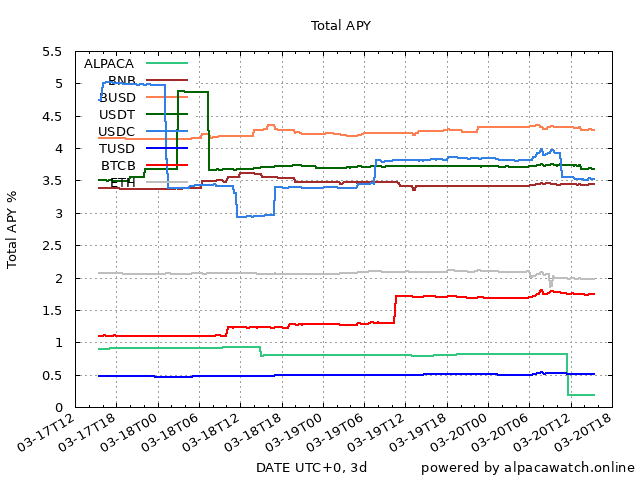 Total APY
Total APY %
5.5
5
4.5
4
3.5
3
2.5
2
1.5
1
0.5
0
ALPACA
BNB
BUSD
USDT
USDC
TUSD
BTCB
ETH
03-17T12
03-17T18
03-18T00
03-18T06
03-18T12
03-18T18
03-19T00
03-19T06
03-19T12
03-19T18
03-20T00
03-20T06
03-20T12
03-20T18
DATE UTC+0, 3d
powered by alpacawatch.online